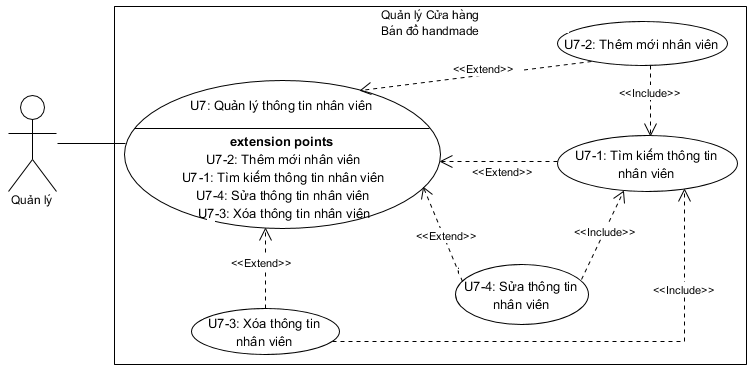 Quản lý Cửa hàng
Bán đồ handmade
U7-2: Thêm mới nhân viên
<<Extend>>
<<Include>>
U7: Quản lý thông tin nhân viên
extension points
U7-2: Thêm mới nhân viên
U7-1: Tìm kiếm thông tin nhân viên
U7-4: Sửa thông tin nhân viên
U7-3: Xóa thông tin nhân viên
U7-1: Tìm kiếm thông tin
nhân viên
<<Extend>>
Quản lý
<<Extend>>
<<Include>>
<<Extend>>
U7-4: Sửa thông tin
nhân viên
<<Include>>
U7-3: Xóa thông tin
nhân viên